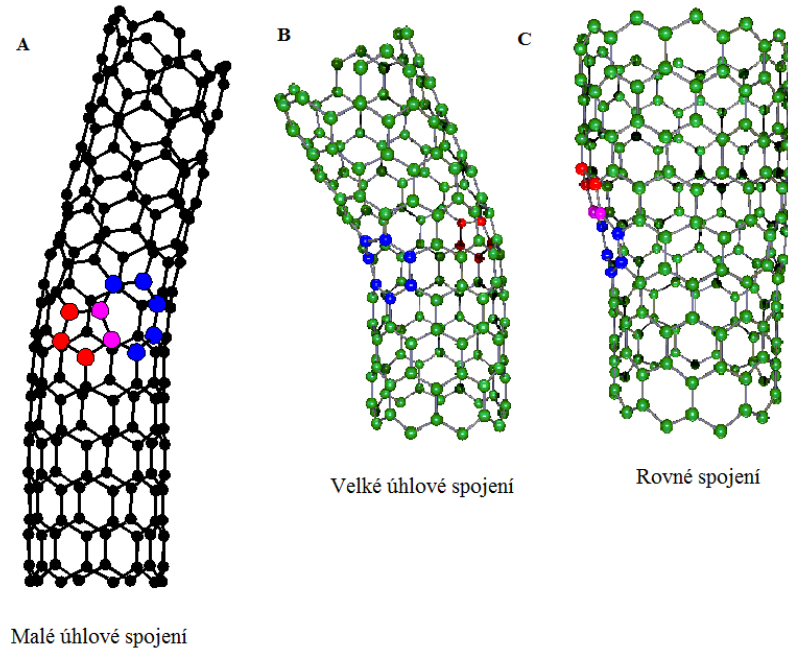 A
B
C
Velké úhlové spojení
Rovné spojení
Malé úhlové spojení